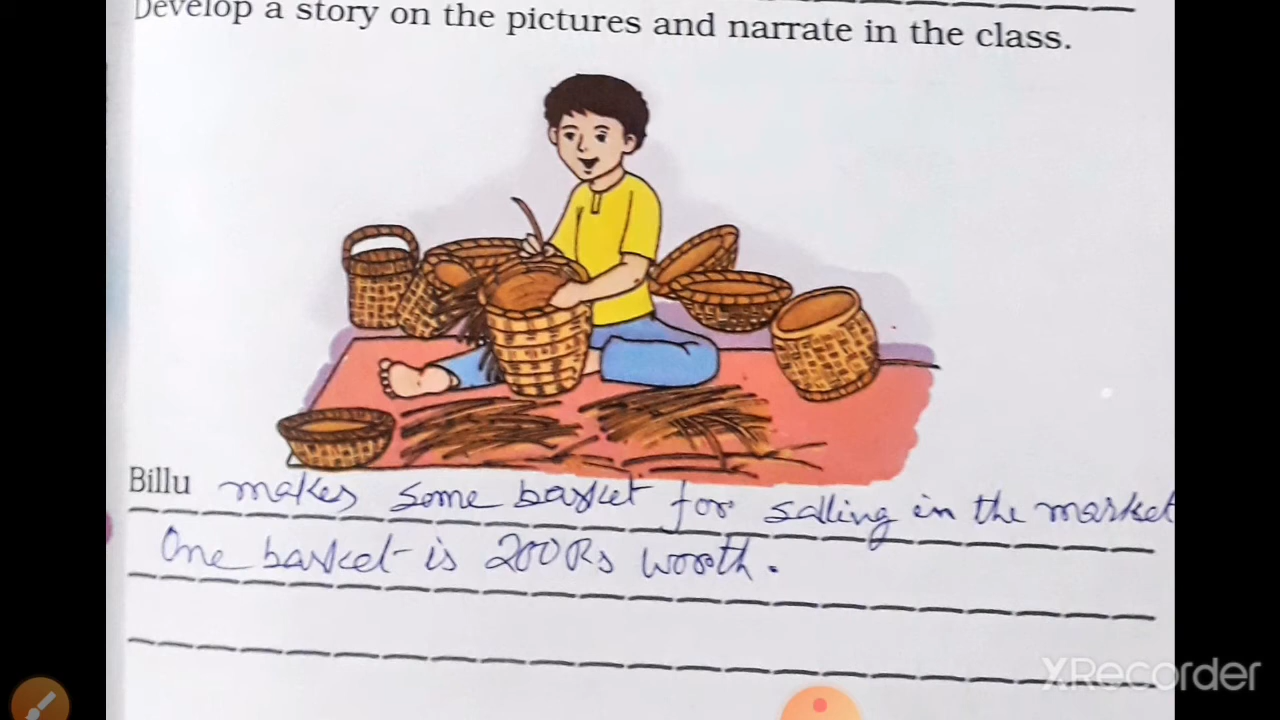 Develop a story on the pictures and narrate in the class.
Billu makes some basket for salling in the market
One basket is 200Rs worth.
XRecorder